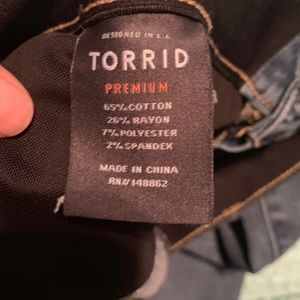 DESIGNED IN L.A.
TORRID
PREMIUM
65% COTTON
26% RAYON
7% POLYESTER
2% SPANDEX
MADE IN CHINA
RN# 148862